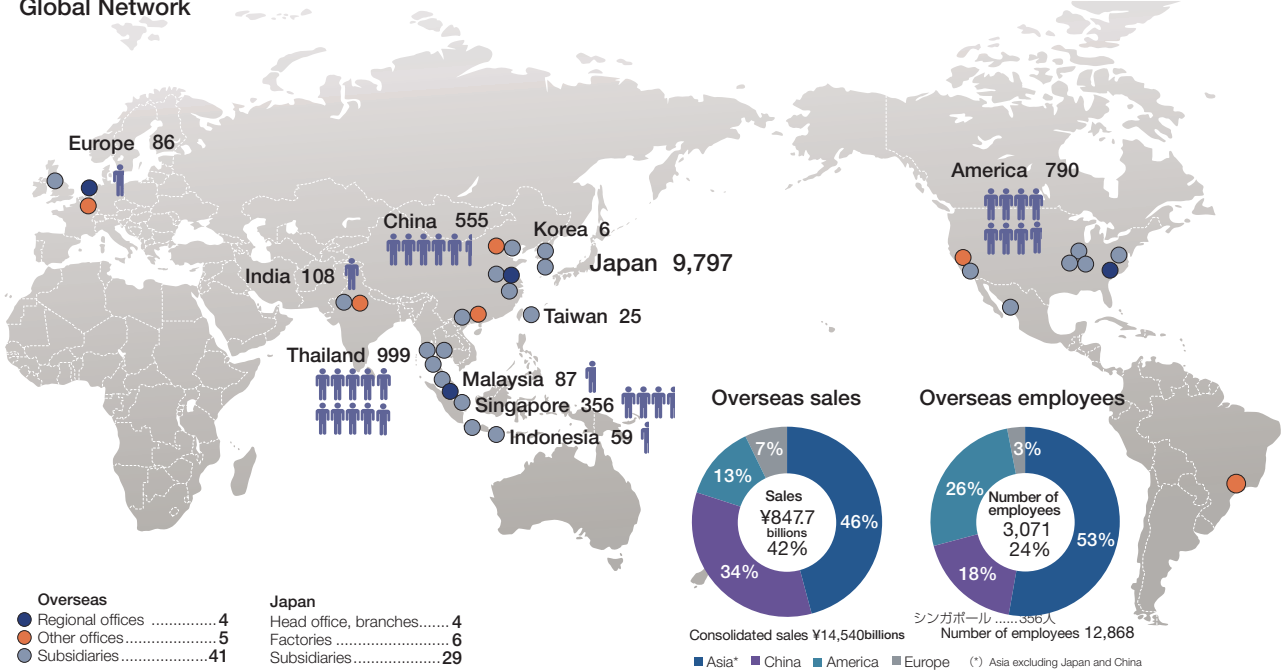 Global Network
Europe 86
China 555
Korea 6
Japan 9,797
India 108
Taiwan 25
Thailand 999
Malaysia 87
Singapore 356
Indonesia 59
America 790
Overseas sales
7%
13%
46%
34%
Sales
¥847.7
billions
42%
Overseas employees
3%
26%
53%
18%
Number of
employees
3,071
24%
シンガポール ......356人
Consolidated sales ¥14,540billions
Number of employees 12,868
Asia* China America Europe (*) Asia excluding Japan and China
Overseas
Regional offices ................4
Other offices.....................5
Subsidiaries.....................41
Japan
Head office, branches.......4
Factories .........................6
Subsidiaries...................29